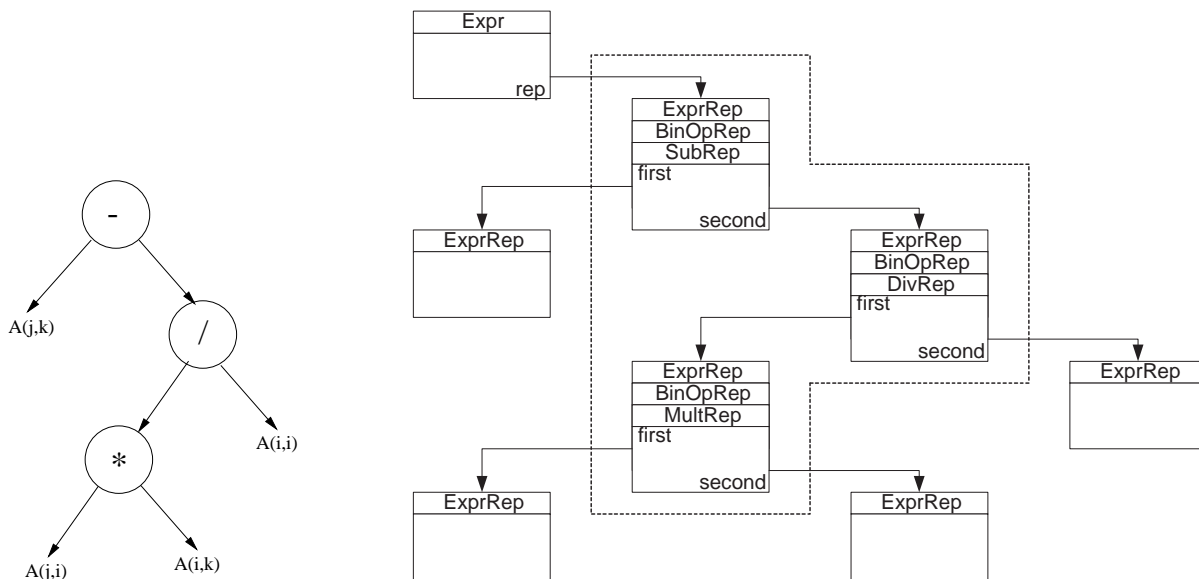 -
A(j,k)
/
*
A(i,i)
A(j,i)
A(i,k)
Expr
rep
ExprRep
BinOpRep
SubRep
first
second
ExprRep
ExprRep
BinOpRep
DivRep
first
second
ExprRep
BinOpRep
MultRep
first
second
ExprRep
ExprRep
ExprRep